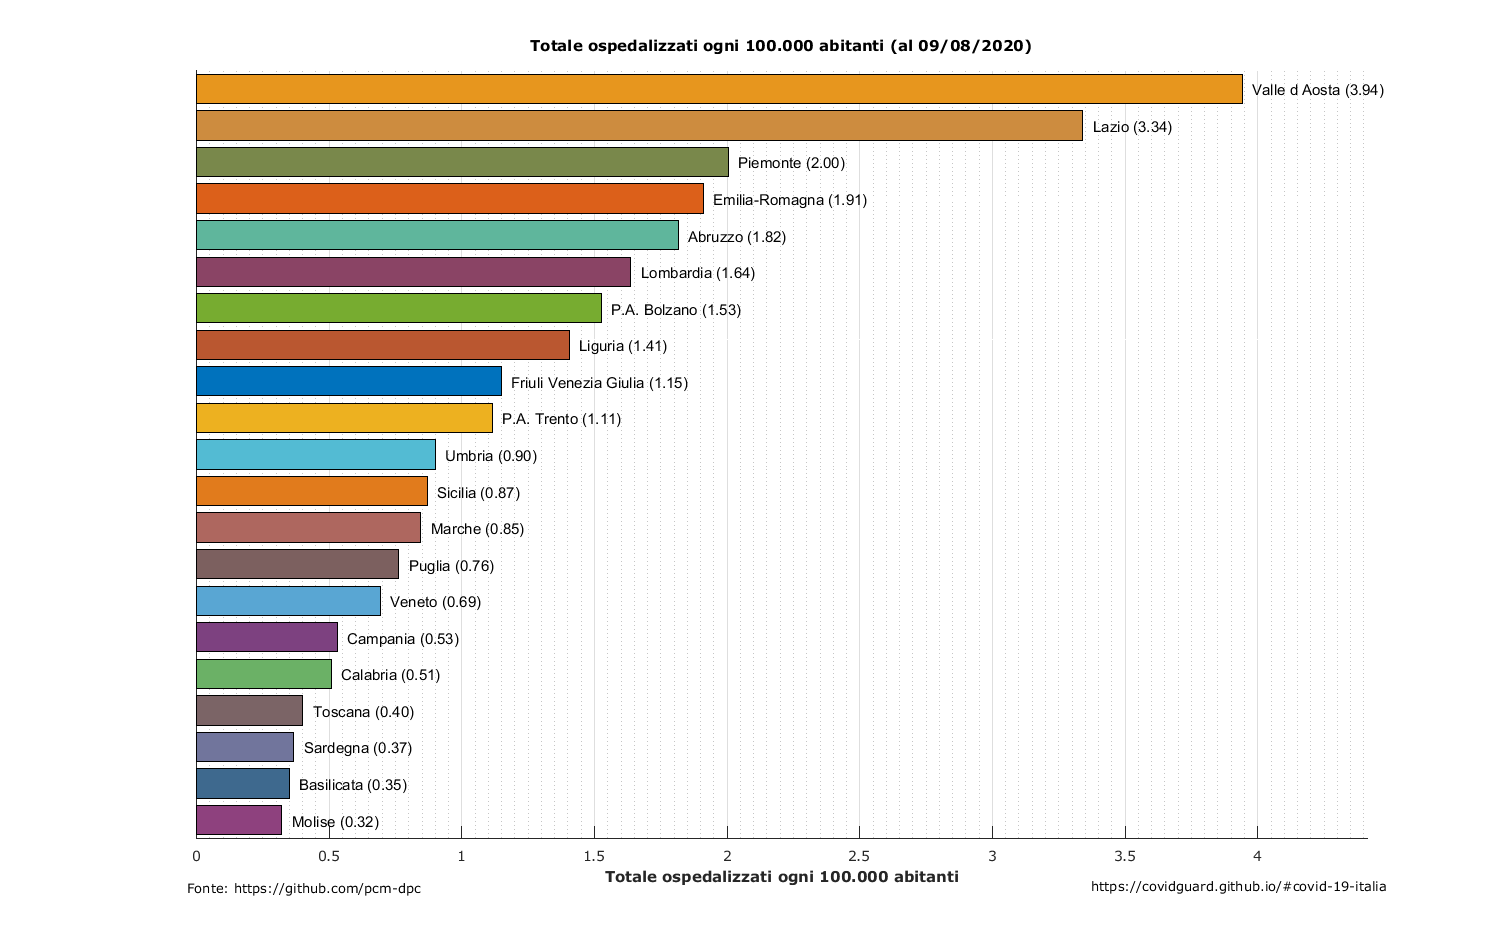 Totale ospedalizzati ogni 100.000 abitanti (al 09/08/2020)
Valle d Aosta (3.94)
Lazio (3.34)
Piemonte (2.00)
Emilia-Romagna (1.91)
Abruzzo (1.82)
Lombardia (1.64)
P.A. Bolzano (1.53)
Liguria (1.41)
Friuli Venezia Giulia (1.15)
P.A. Trento (1.11)
Umbria (0.90)
Sicilia (0.87)
Marche (0.85)
Puglia (0.76)
Veneto (0.69)
Campania (0.53)
Calabria (0.51)
Toscana (0.40)
Sardegna (0.37)
Basilicata (0.35)
Molise (0.32)
0 0.5 1 1.5 2 2.5 3 3.5 4
Totale ospedalizzati ogni 100.000 abitanti
Fonte: https://github.com/pcm-dpc
https://covidguard.github.io/#covid-19-italia